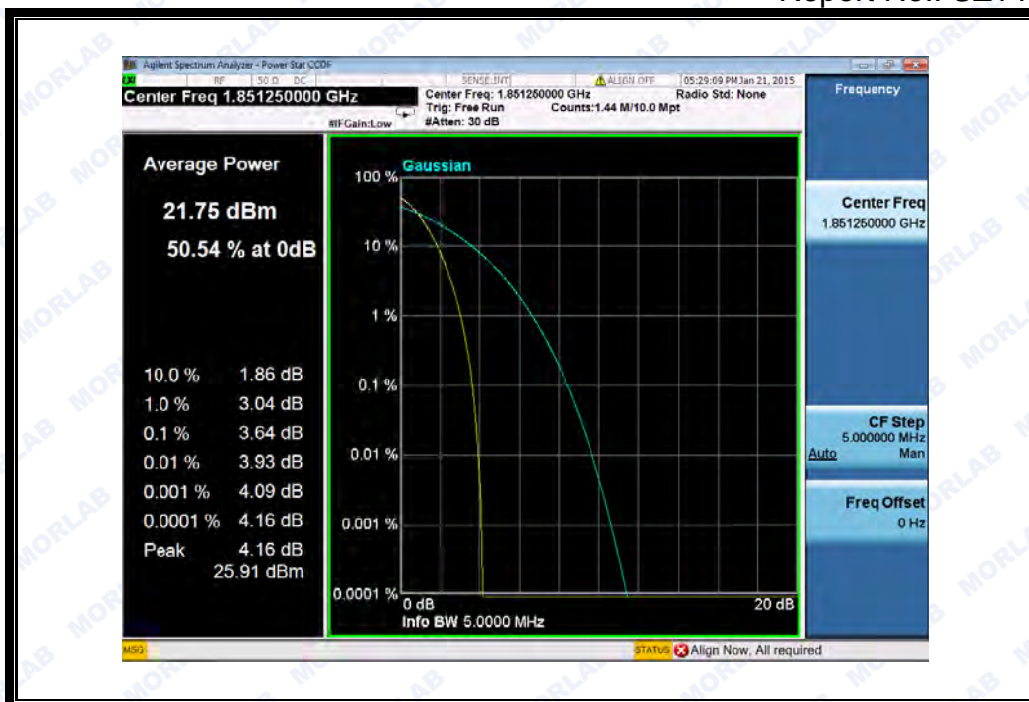 Agilent Spectrum Analyzer - Power Stat CCDF
LXI RF 50 Ω DC SENSE:INT ALIGN OFF 05:29:09 PM Jan 21, 2015
Center Freq 1.851250000 GHz
Center Freq: 1.851250000 GHz Radio Std: None
Trig: Free Run Counts:1.44 M/10.0 Mpt
#IFGain:Low #Atten: 30 dB
Frequency
Average Power
21.75 dBm
50.54 % at 0dB
10.0 % 1.86 dB
1.0 % 3.04 dB
0.1 % 3.64 dB
0.01 % 3.93 dB
0.001 % 4.09 dB
0.0001 % 4.16 dB
Peak 4.16 dB
25.91 dBm
Gaussian
100 %
10 %
1 %
0.1 %
0.01 %
0.001 %
0.0001 %
0 dB 20 dB
Info BW 5.0000 MHz
Center Freq
1.851250000 GHz
CF Step
5.000000 MHz
Auto Man
Freq Offset
0 Hz
MSG STATUS Align Now, All required
MORLAB